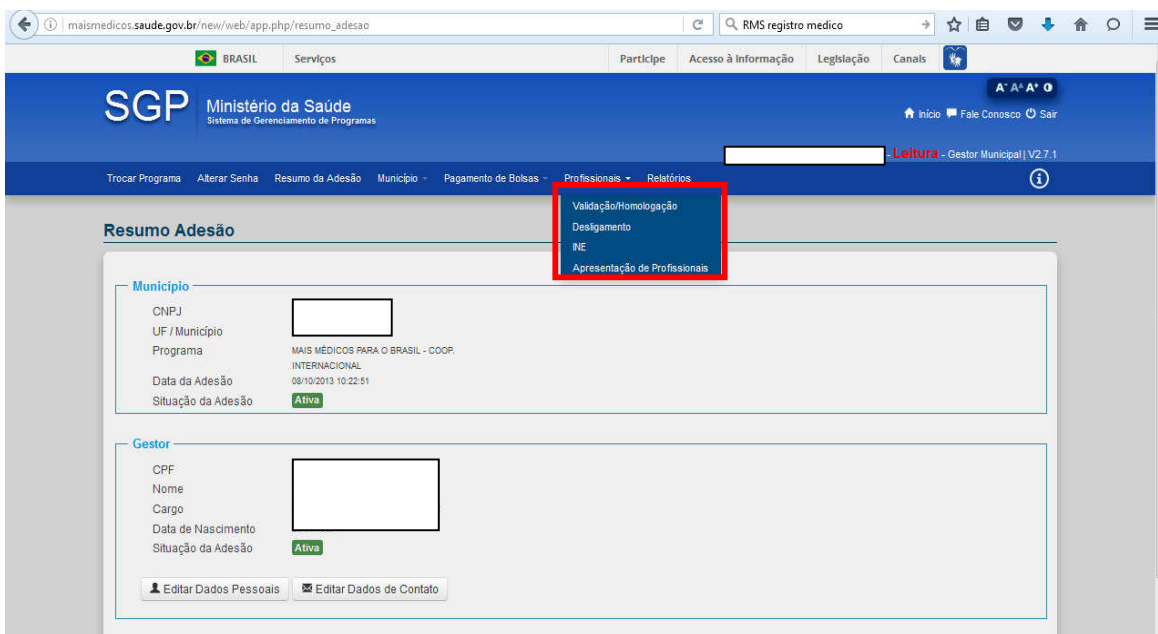 maismedicos.saude.gov.br/new/web/app.php/resumo_adesao
RMS registro medico
BRASIL Serviços Participe Acesso à Informação Legislação Canais
A- A^A A+
SGP Ministério da Saúde
Sistema de Gerenciamento de Programas
Início Fale Conosco Sair
- Leitura - Gestor Municipal | V2.7.1
Trocar Programa Alterar Senha Resumo da Adesão Município Pagamento de Bolsas Profissionais Relatórios
Validação/Homologação
Desligamento
INE
Apresentação de Profissionais
Resumo Adesão
Município
CNPJ
UF / Município
Programa MAIS MÉDICOS PARA O BRASIL - COOP.
INTERNACIONAL
Data da Adesão 08/10/2013 10:22:51
Situação da Adesão Ativa
Gestor
CPF
Nome
Cargo
Data de Nascimento
Situação da Adesão Ativa
Editar Dados Pessoais Editar Dados de Contato